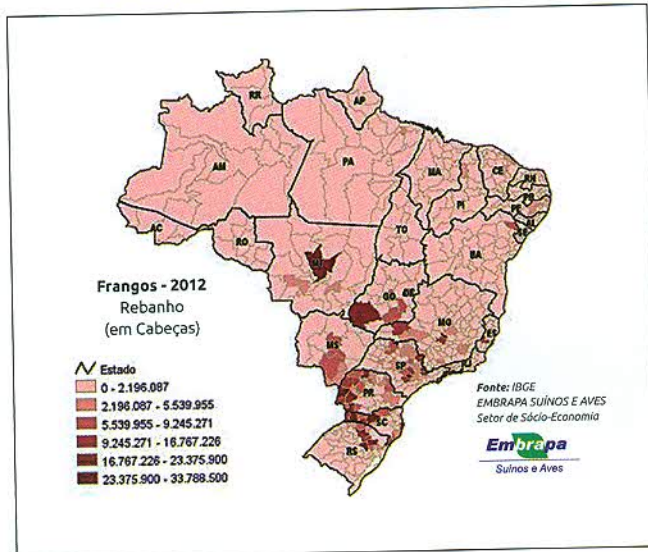 RR
AP
AM
PA
MA
CE
RN
PB
PI
PE
AL
SE
AC
RO
TO
BA
MT
GO
DF
MG
ES
MS
SP
RJ
PR
SC
RS
Frangos - 2012
Rebanho
(em Cabeças)
Estado
0 - 2.196.087
2.196.087 - 5.539.955
5.539.955 - 9.245.271
9.245.271 - 16.767.226
16.767.226 - 23.375.900
23.375.900 - 33.788.500
Fonte: IBGE
EMBRAPA SUÍNOS E AVES
Setor de Sócio-Economia
Embrapa
Suínos e Aves